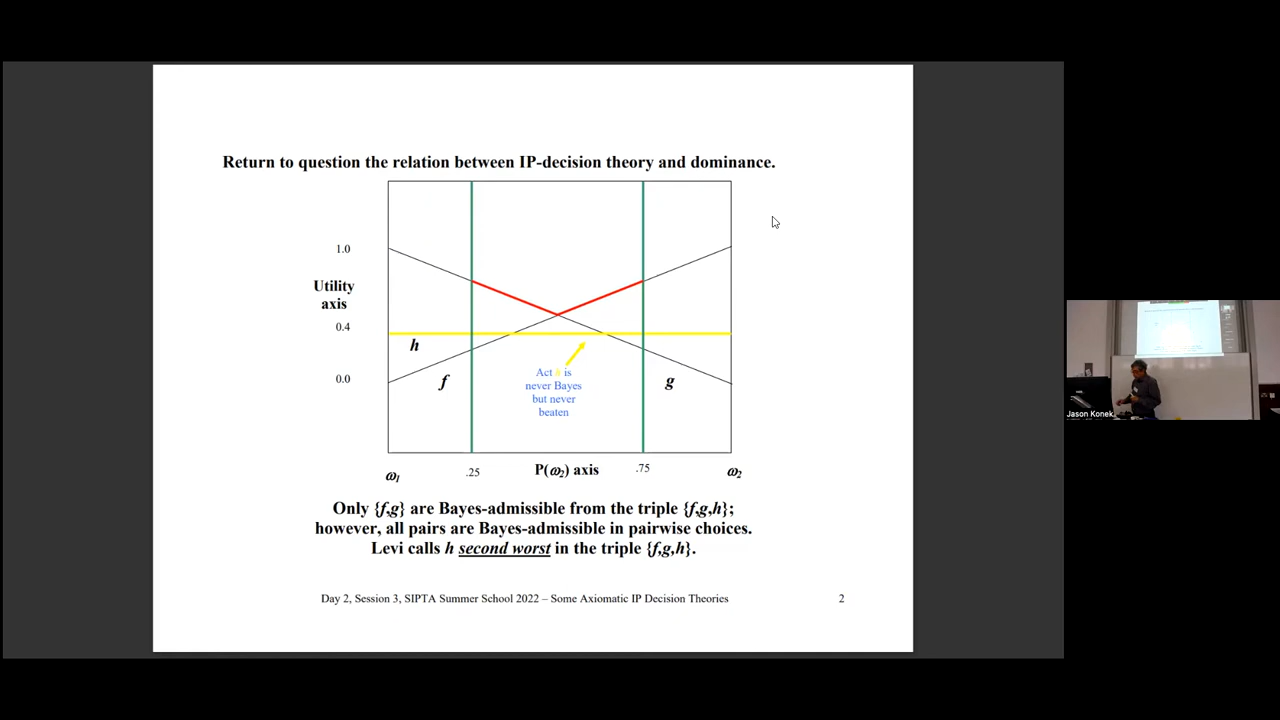 Return to question the relation between IP-decision theory and dominance.
1.0
Utility
axis
0.4
h
0.0
f
g
Act h is
never Bayes
but never
beaten
ω1
.25
P(ω2) axis
.75
ω2
Only {f,g} are Bayes-admissible from the triple {f,g,h};
however, all pairs are Bayes-admissible in pairwise choices.
Levi calls h second worst in the triple {f,g,h}.
Day 2, Session 3, SIPTA Summer School 2022 – Some Axiomatic IP Decision Theories
2
Jason Konek